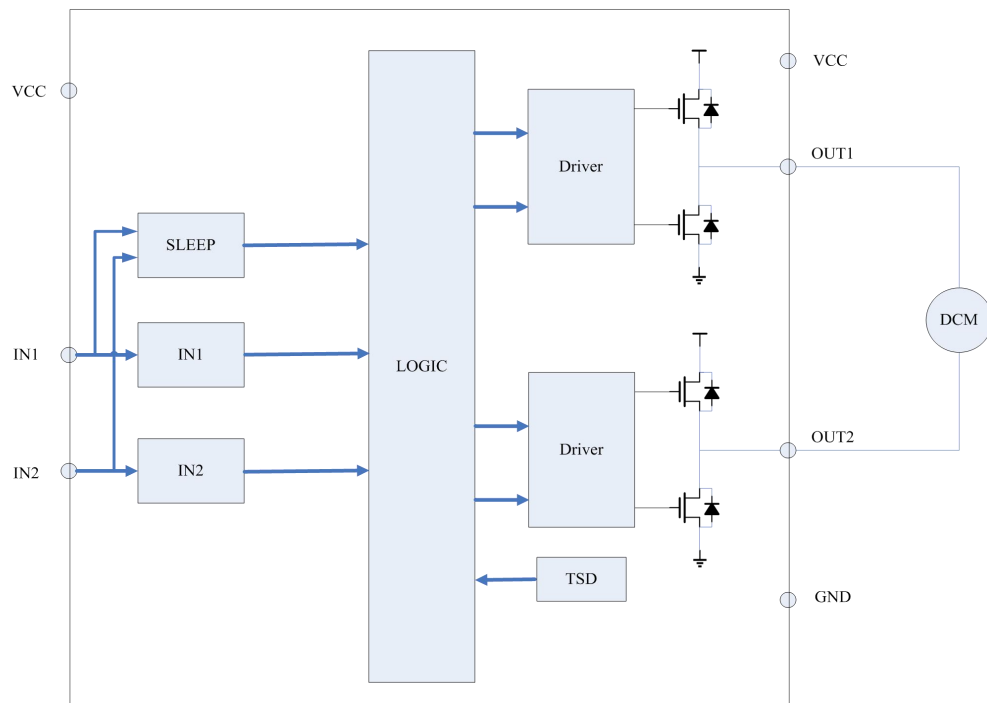 VCC
VCC
Driver
OUT1
SLEEP
DCM
IN1
IN1
LOGIC
OUT2
Driver
IN2
IN2
TSD
GND